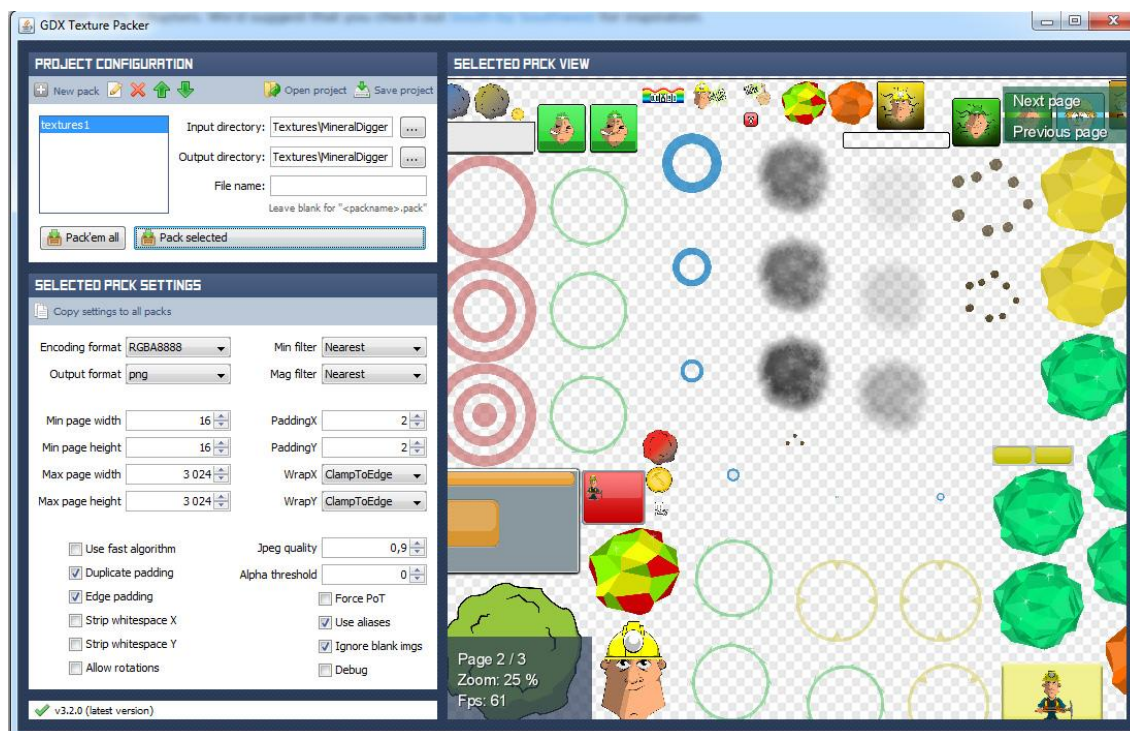 GDX Texture Packer
PROJECT CONFIGURATION
New pack
Open project
Save project
textures1
Input directory: Textures\MineralDigger ...
Output directory: Textures\MineralDigger ...
File name:
Leave blank for "<packname>.pack"
Pack'em all
Pack selected
SELECTED PACK SETTINGS
Copy settings to all packs
Encoding format RGBA8888
Min filter Nearest
Output format png
Mag filter Nearest
Min page width 16
PaddingX 2
Min page height 16
PaddingY 2
Max page width 3 024
WrapX ClampToEdge
Max page height 3 024
WrapY ClampToEdge
Use fast algorithm
Jpeg quality 0,9
Duplicate padding
Alpha threshold 0
Edge padding
Force PoT
Strip whitespace X
Use aliases
Strip whitespace Y
Ignore blank imgs
Allow rotations
Debug
v3.2.0 (latest version)
SELECTED PACK VIEW
Next page
Previous page
Page 2 / 3
Zoom: 25 %
Fps: 61